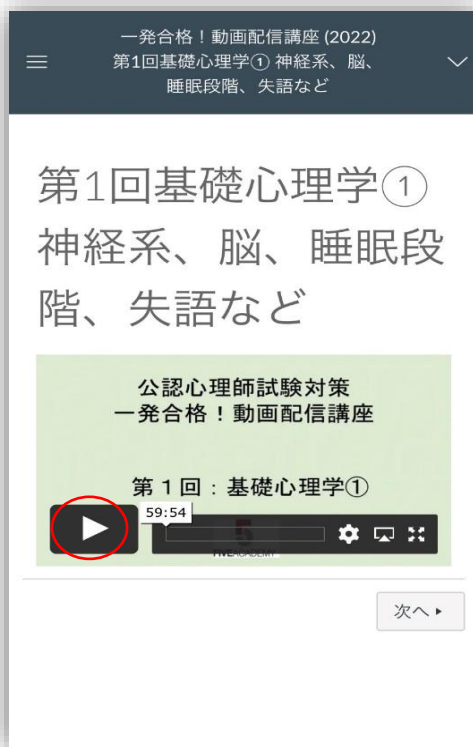 一発合格！動画配信講座 (2022)
第1回基礎心理学① 神経系、脳、
睡眠段階、失語など
第1回基礎心理学①
神経系、脳、睡眠段
階、失語など
公認心理師試験対策
一発合格！動画配信講座
第１回：基礎心理学①
59:54
5
FIVEACADEMY
次へ